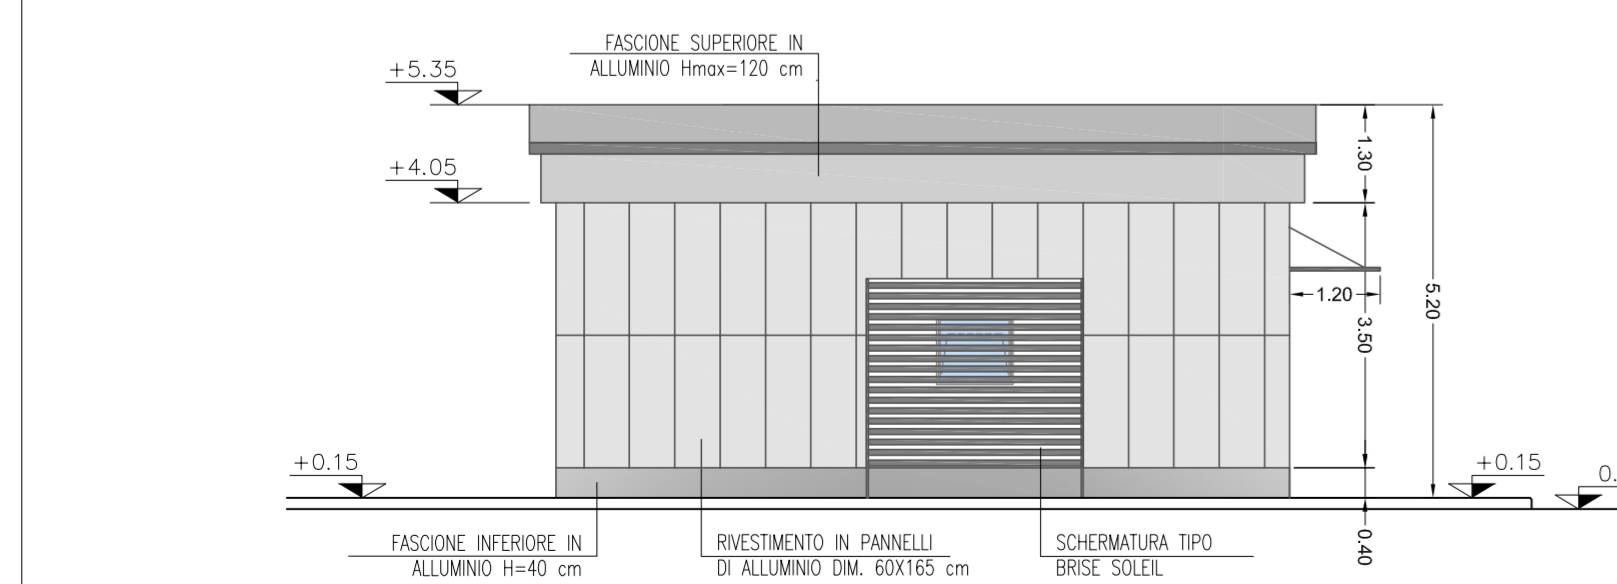 FASCIONE SUPERIORE IN
ALLUMINIO Hmax=120 cm
+5.35
+4.05
1.30
1.20
3.50
5.20
+0.15
+0.15
0.
0.40
FASCIONE INFERIORE IN
ALLUMINIO H=40 cm
RIVESTIMENTO IN PANNELLI
DI ALLUMINIO DIM. 60X165 cm
SCHERMATURA TIPO
BRISE SOLEIL